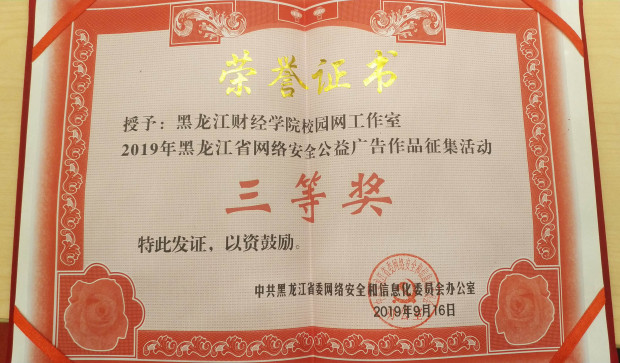 荣誉证书
授予：黑龙江财经学院校园网工作室
2019年黑龙江省网络安全公益广告作品征集活动
三等奖
特此发证，以资鼓励。
中共黑龙江省委网络安全和信息化委员会办公室
2019年9月16日